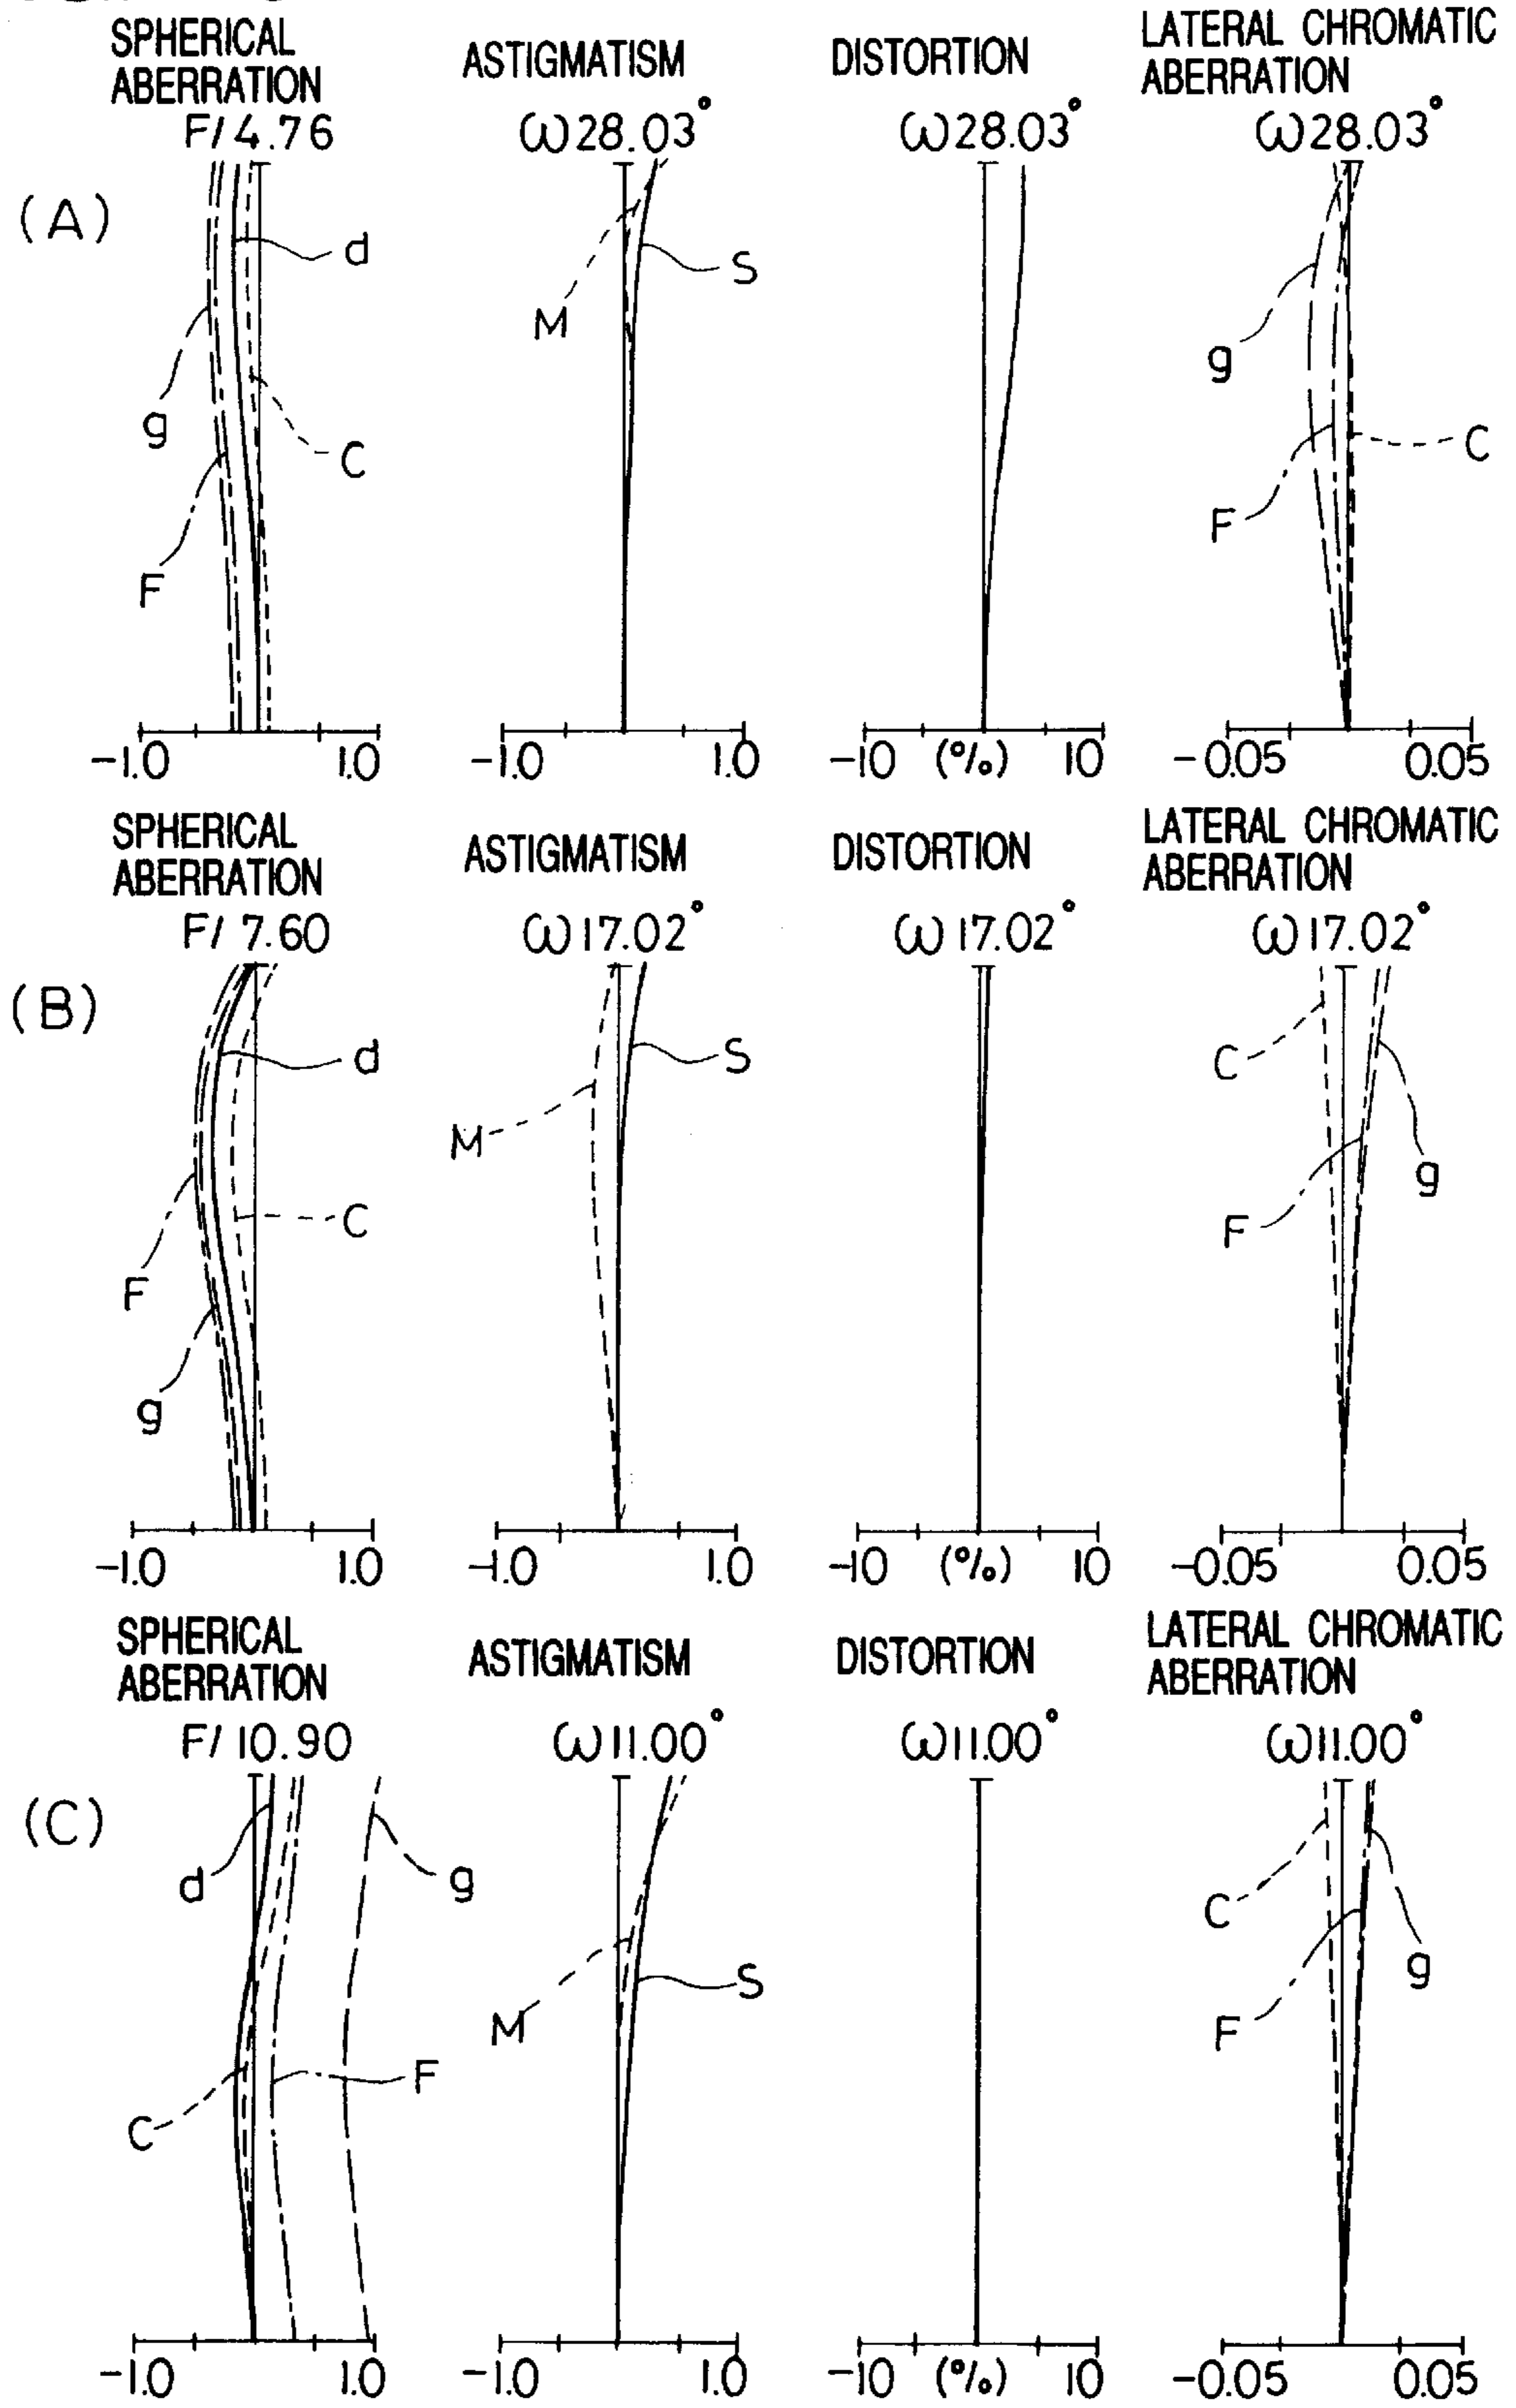 SPHERICAL
ABERRATION
F/4.76
ASTIGMATISM
ω28.03°
DISTORTION
ω28.03°
LATERAL CHROMATIC
ABERRATION
ω28.03°
(A)
d
g
C
F
M
S
g
C
F
-1.0 1.0
-1.0 1.0
-10 (%) 10
-0.05 0.05
SPHERICAL
ABERRATION
F/7.60
ASTIGMATISM
ω17.02°
DISTORTION
ω17.02°
LATERAL CHROMATIC
ABERRATION
ω17.02°
(B)
d
C
F
g
S
M
C
g
F
-1.0 1.0
-1.0 1.0
-10 (%) 10
-0.05 0.05
SPHERICAL
ABERRATION
F/10.90
ASTIGMATISM
ω11.00°
DISTORTION
ω11.00°
LATERAL CHROMATIC
ABERRATION
ω11.00°
(C)
d
g
F
C
M
S
C
g
F
-1.0 1.0
-1.0 1.0
-10 (%) 10
-0.05 0.05